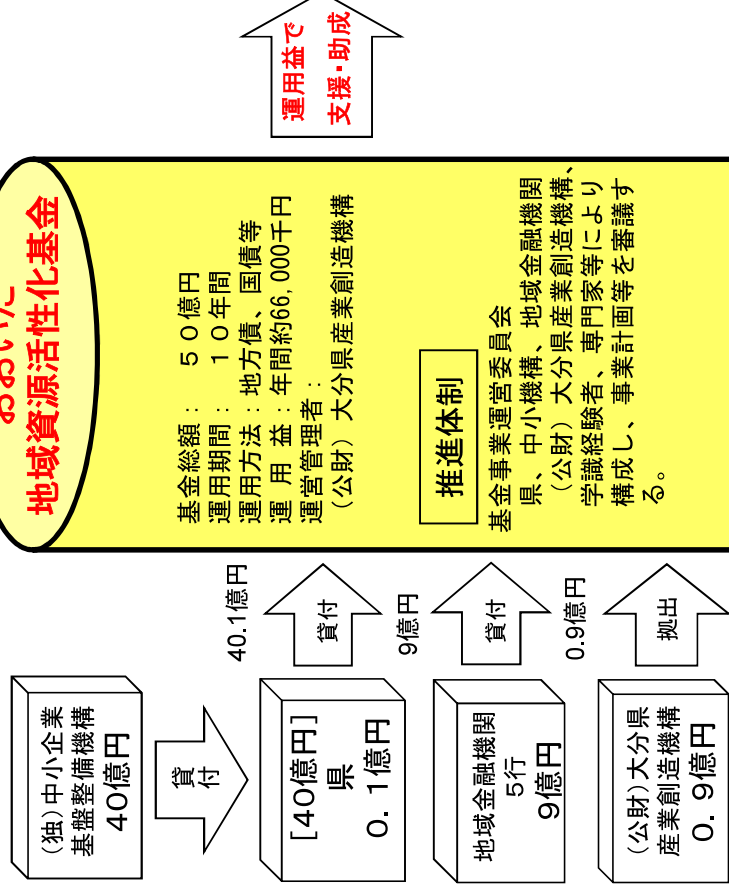 おおいた
地域資源活性化基金
基金総額： ５０億円
運用期間： １０年間
運用方法：地方債、国債等
運 用 益：年間約66,000千円
運営管理者：
（公財）大分県産業創造機構
推進体制
基金事業運営委員会
県、中小機構、地域金融機関
（公財）大分県産業創造機構、
学識経験者、専門家等により
構成し、事業計画等を審議す
る。
運用益で
支援・助成
（独）中小企業
基盤整備機構
40億円
貸
付
[40億円]
県
０.１億円
40.1億円
貸付
地域金融機関
5行
9億円
9億円
貸付
（公財）大分県
産業創造機構
０.９億円
0.9億円
拠出